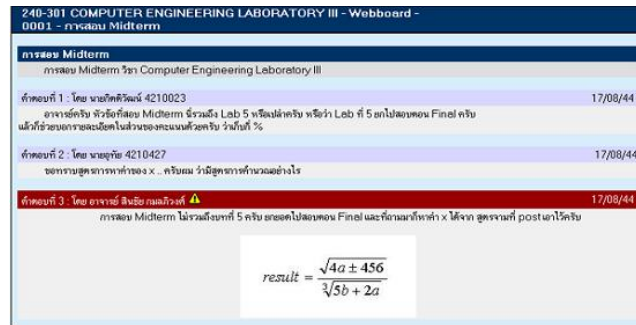 240-301 COMPUTER ENGINEERING LABORATORY III - Webboard -
0001 - การสอบ Midterm
การสอบ Midterm
การสอบ Midterm วิชา Computer Engineering Laboratory III
คำตอบที่ 1 : โดย นายกิตติวัฒน์ 4210023 17/08/44
อาจารย์ครับ หัวข้อที่สอบ Midterm นี่รวมถึง Lab 5 หรือเปล่าครับ หรือว่า Lab ที่ 5 ยกไปสอบตอน Final ครับ
แล้วก็ช่วยบอกรายละเอียดในส่วนของคะแนนด้วยครับ ว่าเก็บกี่ %
คำตอบที่ 2 : โดย นายอุทัย 4210427 17/08/44
ขอทราบสูตรการหาค่าของ x .. ครับผม ว่ามีสูตรการคำนวณอย่างไร
คำตอบที่ 3 : โดย อาจารย์ สินชัย กมลภิวงศ์ 17/08/44
การสอบ Midterm ไม่รวมถึงบทที่ 5 ครับ ยกยอดไปสอบตอน Final และที่ถามมาก็หาค่า x ได้จาก สูตรตามที่ post เอาไว้ครับ
result = √(4a ± 456) / ∛(5b + 2a)